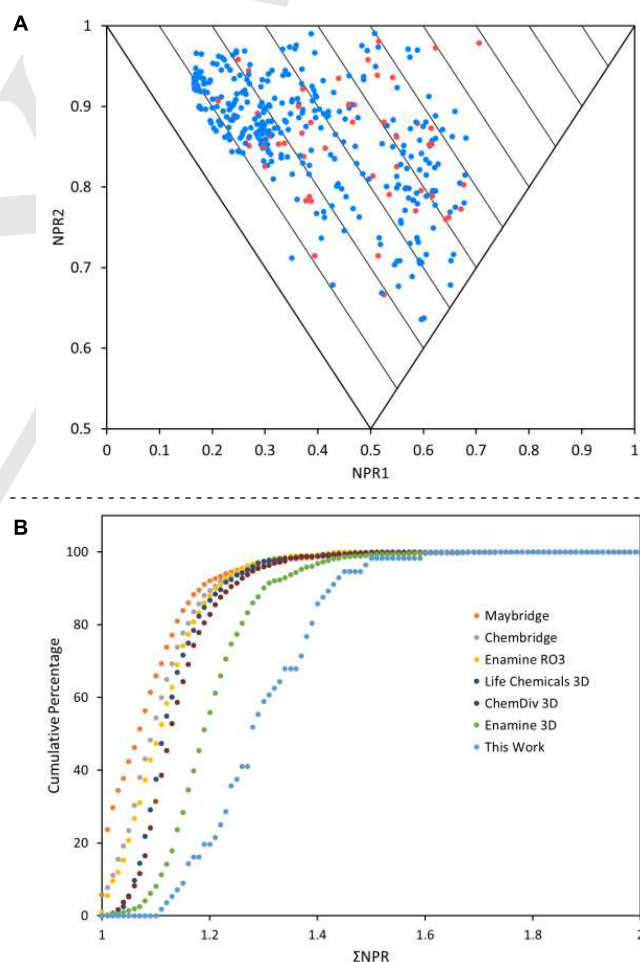 A
1
0.9
0.8
0.7
0.6
0.5
NPR2
0 0.1 0.2 0.3 0.4 0.5 0.6 0.7 0.8 0.9 1
NPR1
B
100
80
60
40
20
0
Cumulative Percentage
Maybridge
Chembridge
Enamine RO3
Life Chemicals 3D
ChemDiv 3D
Enamine 3D
This Work
1 1.2 1.4 1.6 1.8 2
ΣNPR